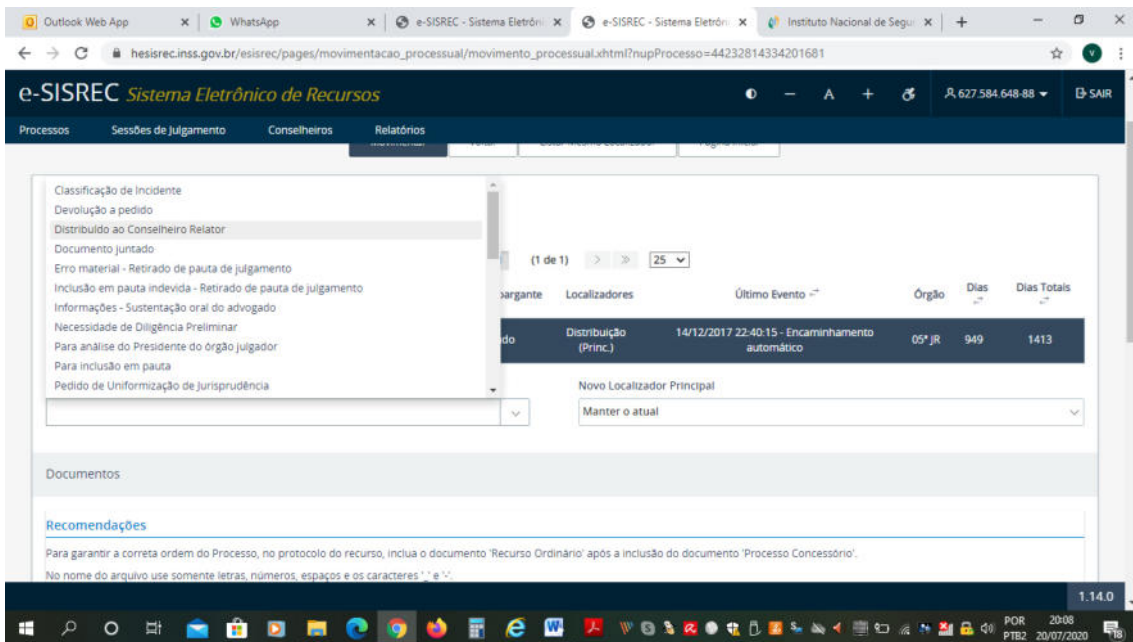 Outlook Web App
WhatsApp
e-SISREC - Sistema Eletrôni
e-SISREC - Sistema Eletrôni
Instituto Nacional de Segu
hesisrec.inss.gov.br/esisrec/pages/movimentacao_processual/movimento_processual.xhtml?nupProcesso=44232814334201681
V
e-SISREC Sistema Eletrônico de Recursos
A
627.584.648-88
SAIR
Processos Sessões de Julgamento Conselheiros Relatórios
Classificação de Incidente
Devolução a pedido
Distribuído ao Conselheiro Relator
Documento juntado
Erro material - Retirado de pauta de julgamento
Inclusão em pauta indevida - Retirado de pauta de julgamento
Informações - Sustentação oral do advogado
Necessidade de Diligência Preliminar
Para análise do Presidente do órgão julgador
Para inclusão em pauta
Pedido de Uniformização de Jurisprudência
(1 de 1) > » 25
bargante Localizadores Último Evento Órgão Dias Dias Totais
do Distribuição (Princ.) 14/12/2017 22:40:15 - Encaminhamento automático 05ª JR 949 1413
Novo Localizador Principal
Manter o atual
Documentos
Recomendações
Para garantir a correta ordem do Processo, no protocolo do recurso, inclua o documento 'Recurso Ordinário' após a inclusão do documento 'Processo Concessório'.
No nome do arquivo use somente letras, números, espaços e os caracteres '_' e '-'.
1.14.0
POR
PTB2
20:08
20/07/2020
18